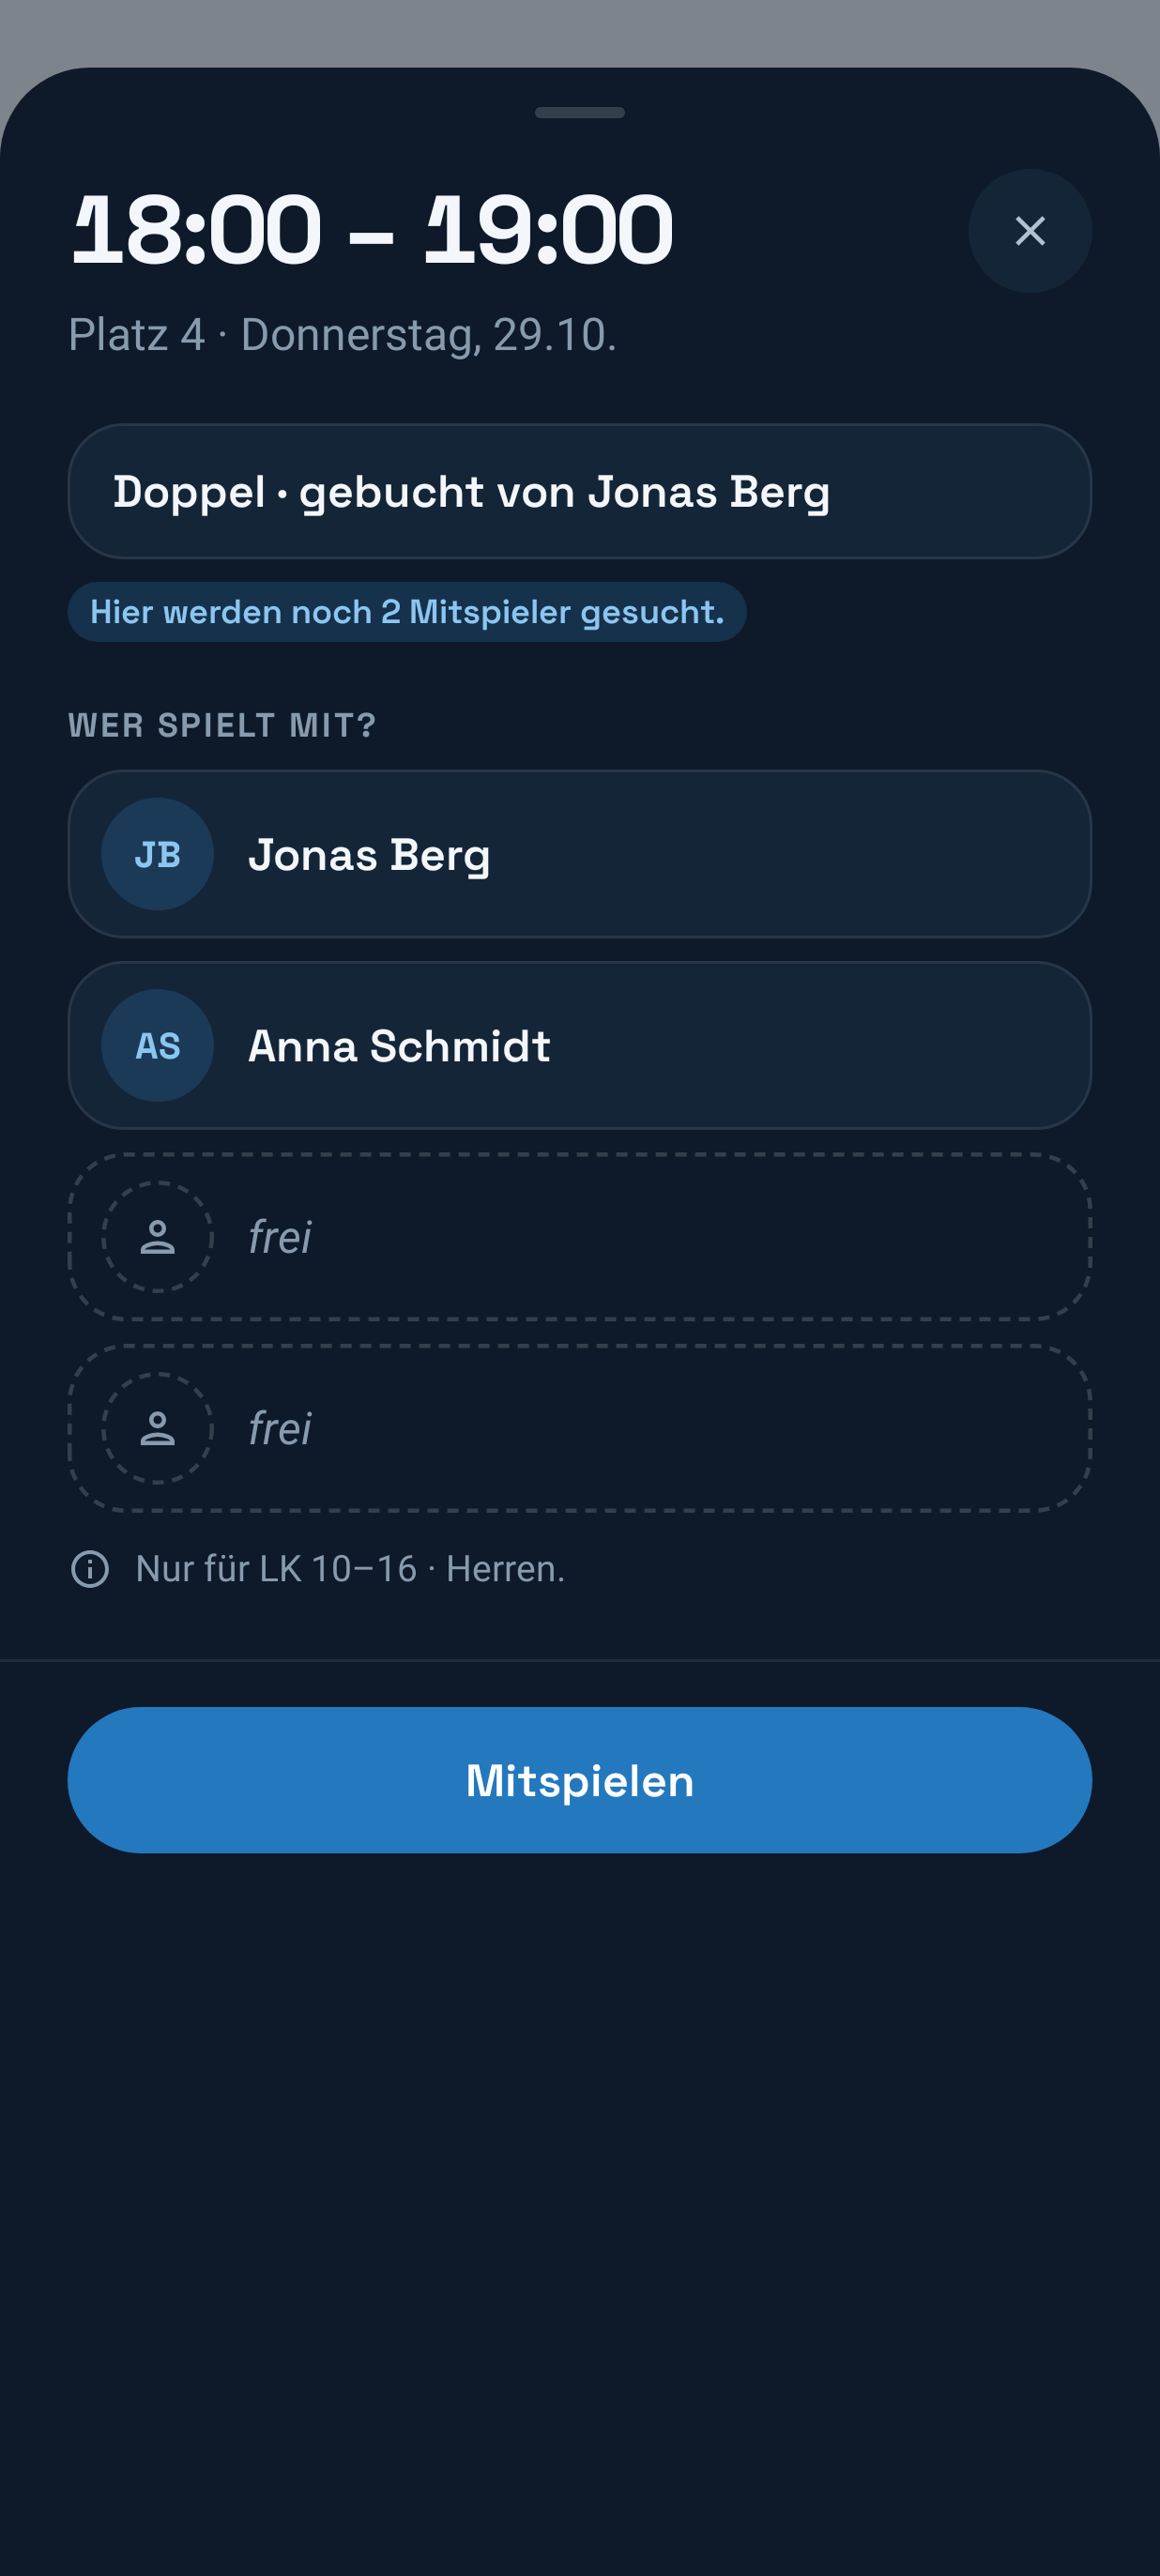 18:00 – 19:00
Platz 4 · Donnerstag, 29.10.
Doppel · gebucht von Jonas Berg
Hier werden noch 2 Mitspieler gesucht.
WER SPIELT MIT?
JB Jonas Berg
AS Anna Schmidt
frei
frei
Nur für LK 10–16 · Herren.
Mitspielen